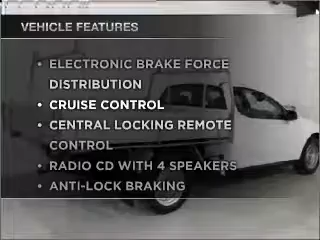 VEHICLE FEATURES
• ELECTRONIC BRAKE FORCE
DISTRIBUTION
• CRUISE CONTROL
• CENTRAL LOCKING REMOTE
CONTROL
• RADIO CD WITH 4 SPEAKERS
• ANTI-LOCK BRAKING